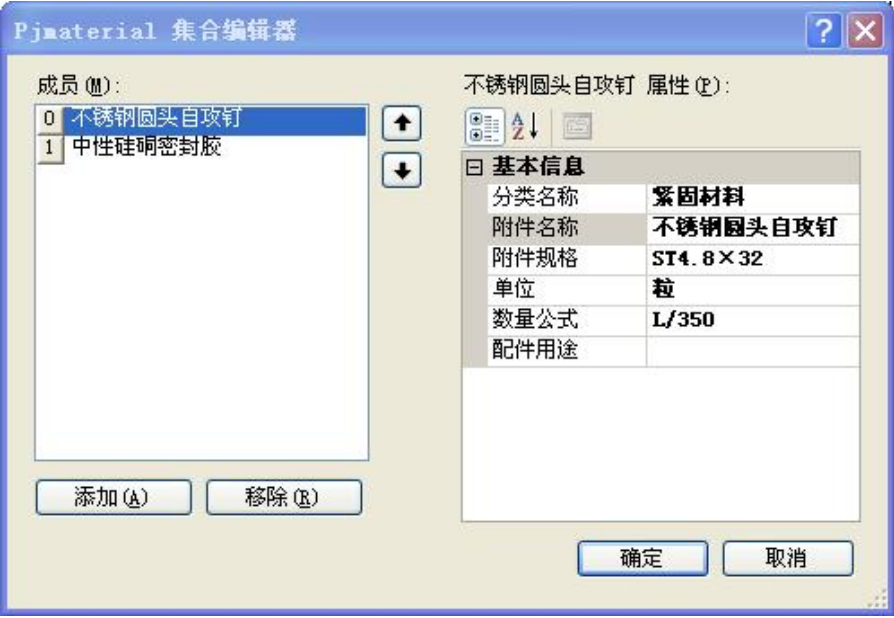 Pjmaterial 集合编辑器
成员(M):
0 不锈钢圆头自攻钉
1 中性硅硐密封胶
添加(A) 移除(R)
不锈钢圆头自攻钉 属性(P):
基本信息
分类名称 紧固材料
附件名称 不锈钢圆头自攻钉
附件规格 ST4.8×32
单位 粒
数量公式 L/350
配件用途
确定 取消